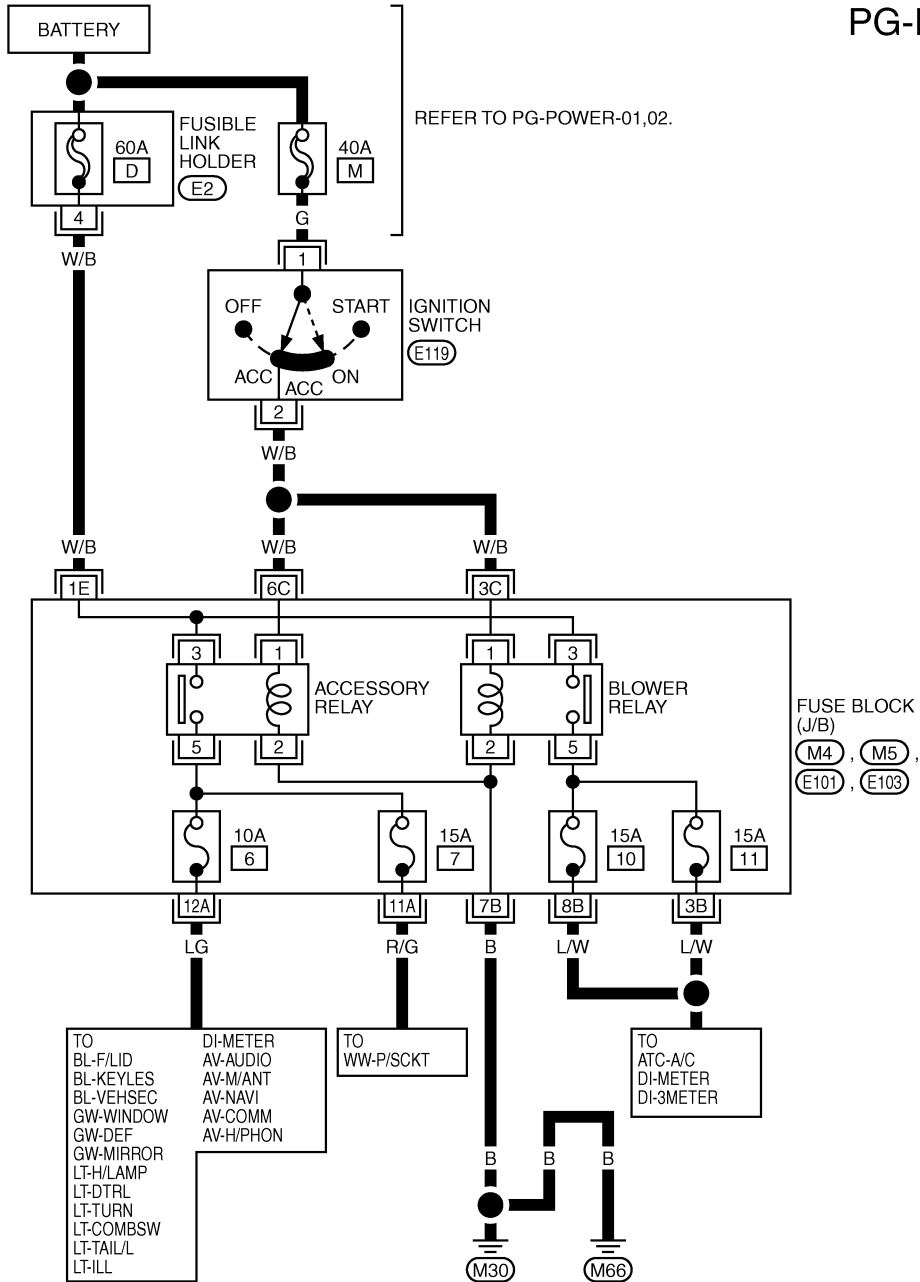 PG-I
BATTERY
REFER TO PG-POWER-01,02.
60A
D
FUSIBLE
LINK
HOLDER
E2
40A
M
4
G
W/B
1
OFF
START
IGNITION
SWITCH
E119
ACC
ACC
ON
2
W/B
W/B
W/B
W/B
1E
6C
3C
3
1
1
3
ACCESSORY
RELAY
BLOWER
RELAY
5
2
2
5
FUSE BLOCK
(J/B)
M4 , M5 ,
E101 , E103
10A
6
15A
7
15A
10
15A
11
12A
11A
7B
8B
3B
LG
R/G
B
L/W
L/W
TO
BL-F/LID
BL-KEYLES
BL-VEHSEC
GW-WINDOW
GW-DEF
GW-MIRROR
LT-H/LAMP
LT-DTRL
LT-TURN
LT-COMBSW
LT-TAIL/L
LT-ILL
DI-METER
AV-AUDIO
AV-M/ANT
AV-NAVI
AV-COMM
AV-H/PHON
TO
WW-P/SCKT
TO
ATC-A/C
DI-METER
DI-3METER
B
B
B
M30
M66